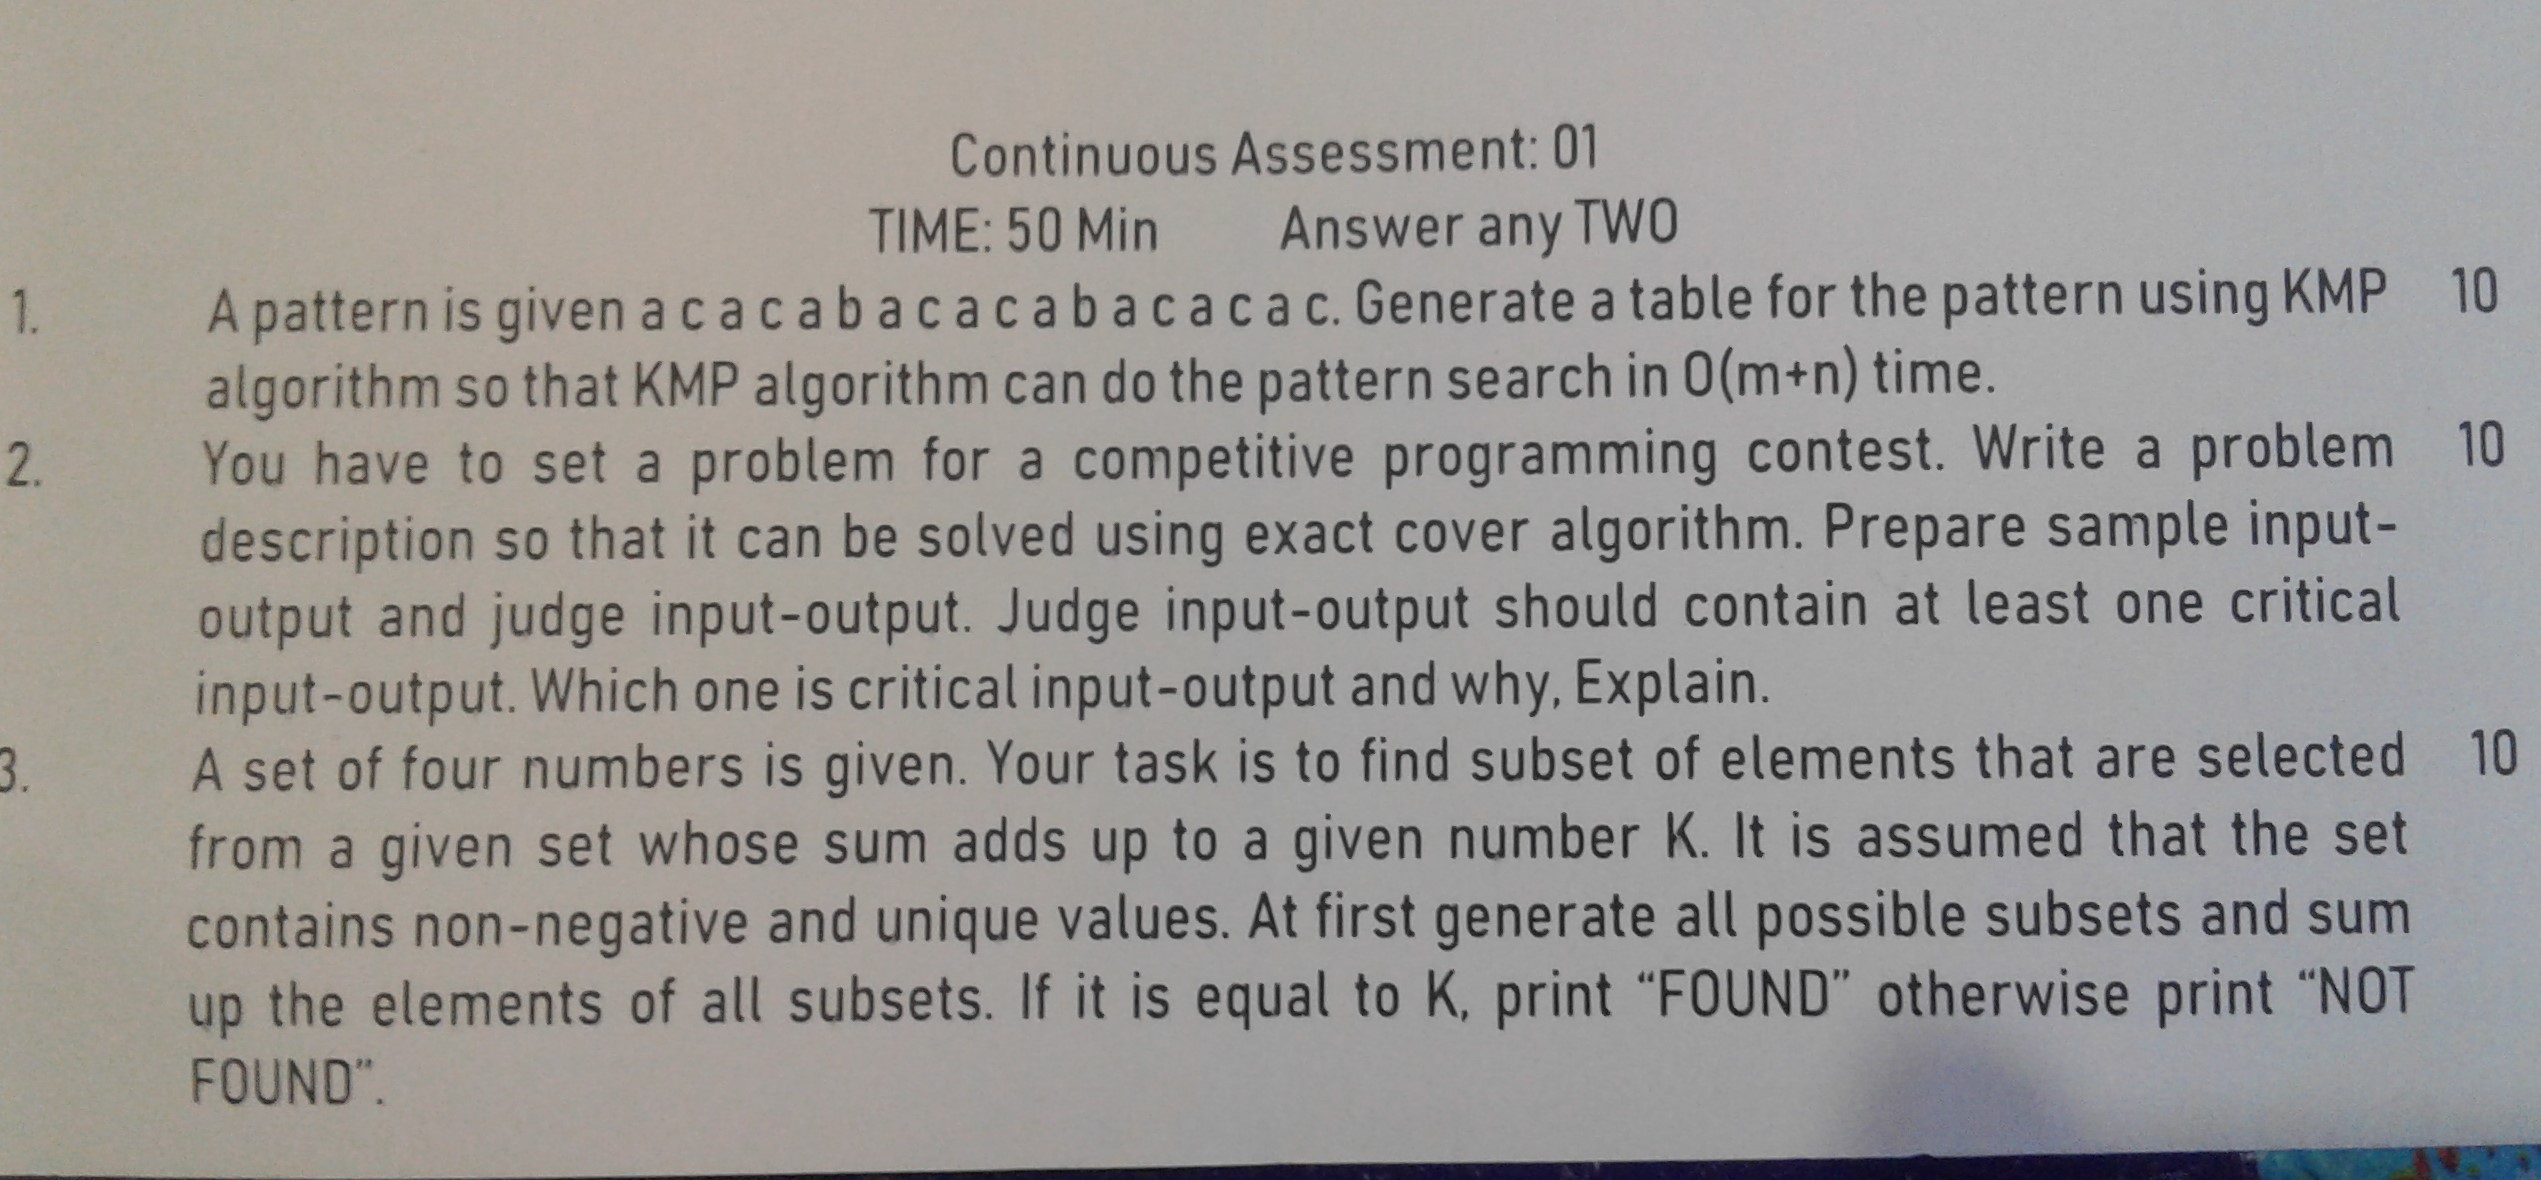 Continuous Assessment: 01
TIME: 50 Min Answer any TWO
1. A pattern is given a c a c a b a c a c a b a c a c a c. Generate a table for the pattern using KMP 10
algorithm so that KMP algorithm can do the pattern search in O(m+n) time.
2. You have to set a problem for a competitive programming contest. Write a problem 10
description so that it can be solved using exact cover algorithm. Prepare sample input-
output and judge input-output. Judge input-output should contain at least one critical
input-output. Which one is critical input-output and why, Explain.
3. A set of four numbers is given. Your task is to find subset of elements that are selected 10
from a given set whose sum adds up to a given number K. It is assumed that the set
contains non-negative and unique values. At first generate all possible subsets and sum
up the elements of all subsets. If it is equal to K, print “FOUND” otherwise print “NOT
FOUND”.